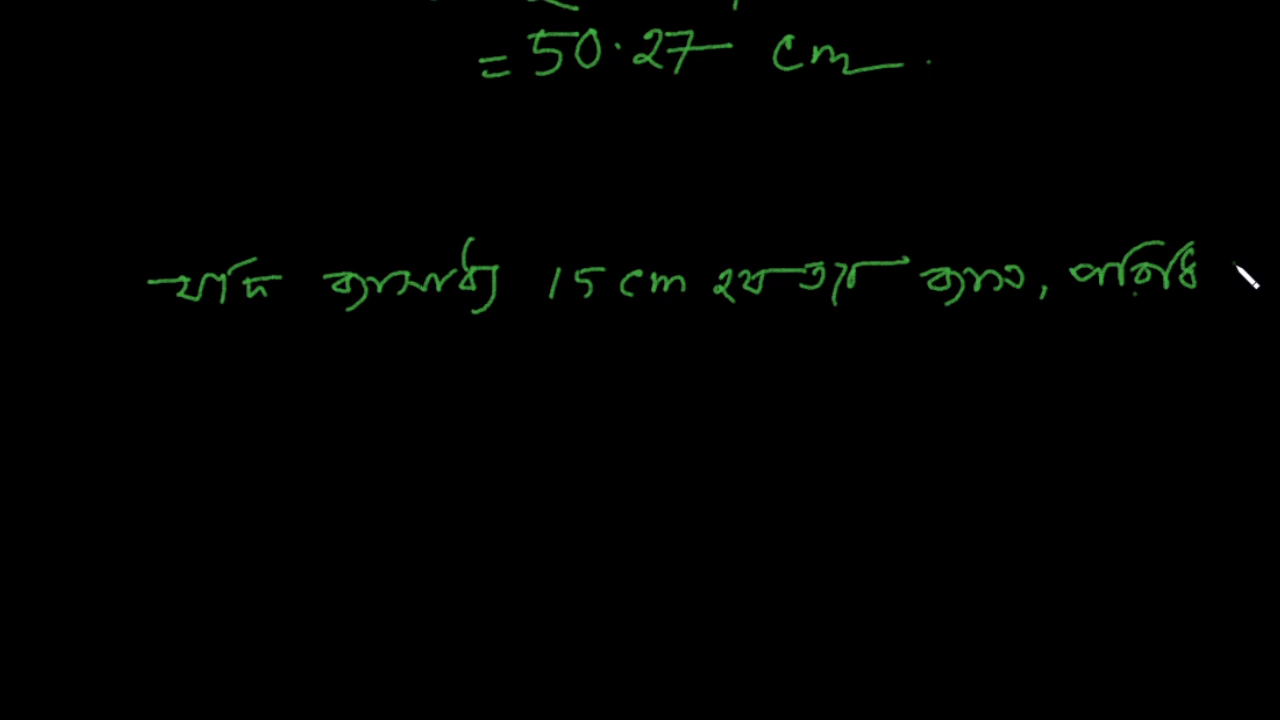 = 50.27 cm.
যদি ব্যাসার্ধ্য 15 cm হয় তবে ব্যাস, পরিধি